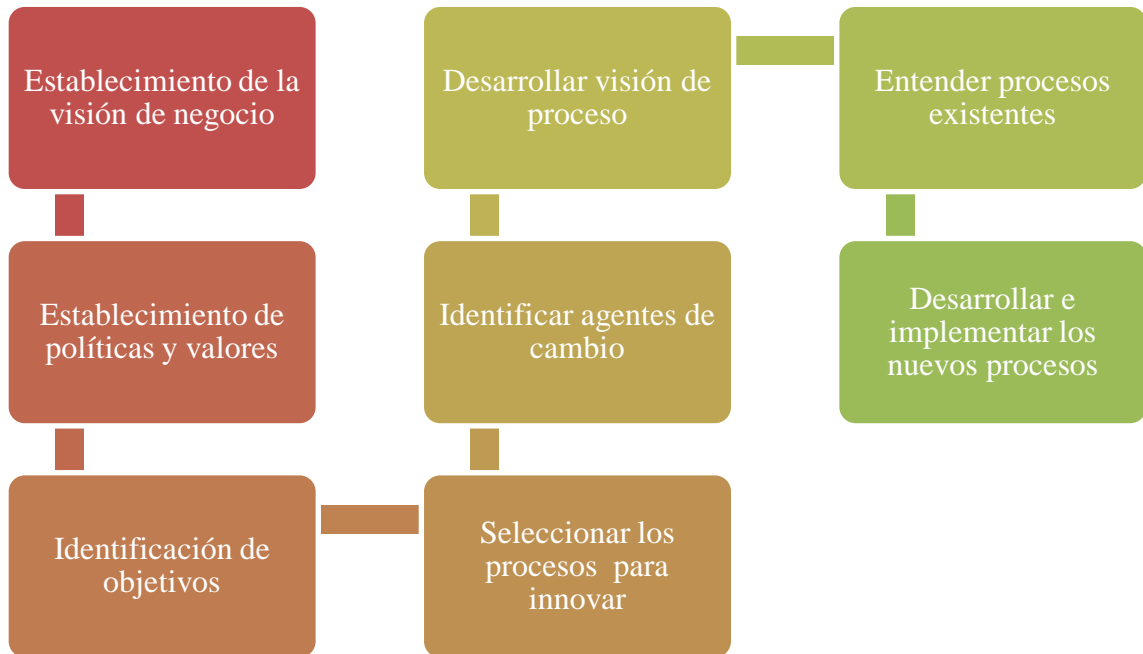 Establecimiento de la
visión de negocio
Establecimiento de
políticas y valores
Identificación de
objetivos
Seleccionar los
procesos  para
innovar
Identificar agentes de
cambio
Desarrollar visión de
proceso
Entender procesos
existentes
Desarrollar e
implementar los
nuevos procesos